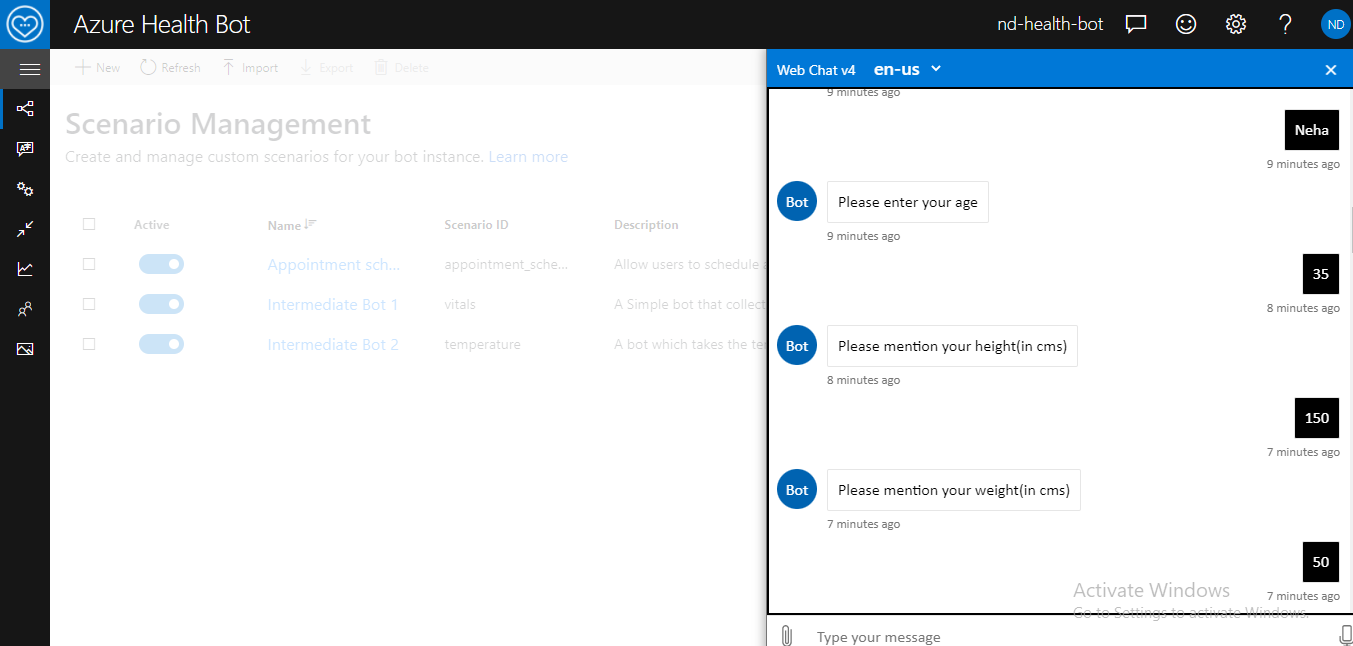 Azure Health Bot
nd-health-bot
ND
New Refresh Import Export Delete
Scenario Management
Create and manage custom scenarios for your bot instance. Learn more
Active Name Scenario ID Description
Appointment sch... appointment_sche... Allow users to schedule
Intermediate Bot 1 vitals A Simple bot that collect
Intermediate Bot 2 temperature A bot which takes the
Web Chat v4 en-us
9 minutes ago
Neha
9 minutes ago
Bot Please enter your age
9 minutes ago
35
8 minutes ago
Bot Please mention your height(in cms)
8 minutes ago
150
7 minutes ago
Bot Please mention your weight(in cms)
7 minutes ago
50
7 minutes ago
Activate Windows
Go to Settings to activate Windows.
Type your message